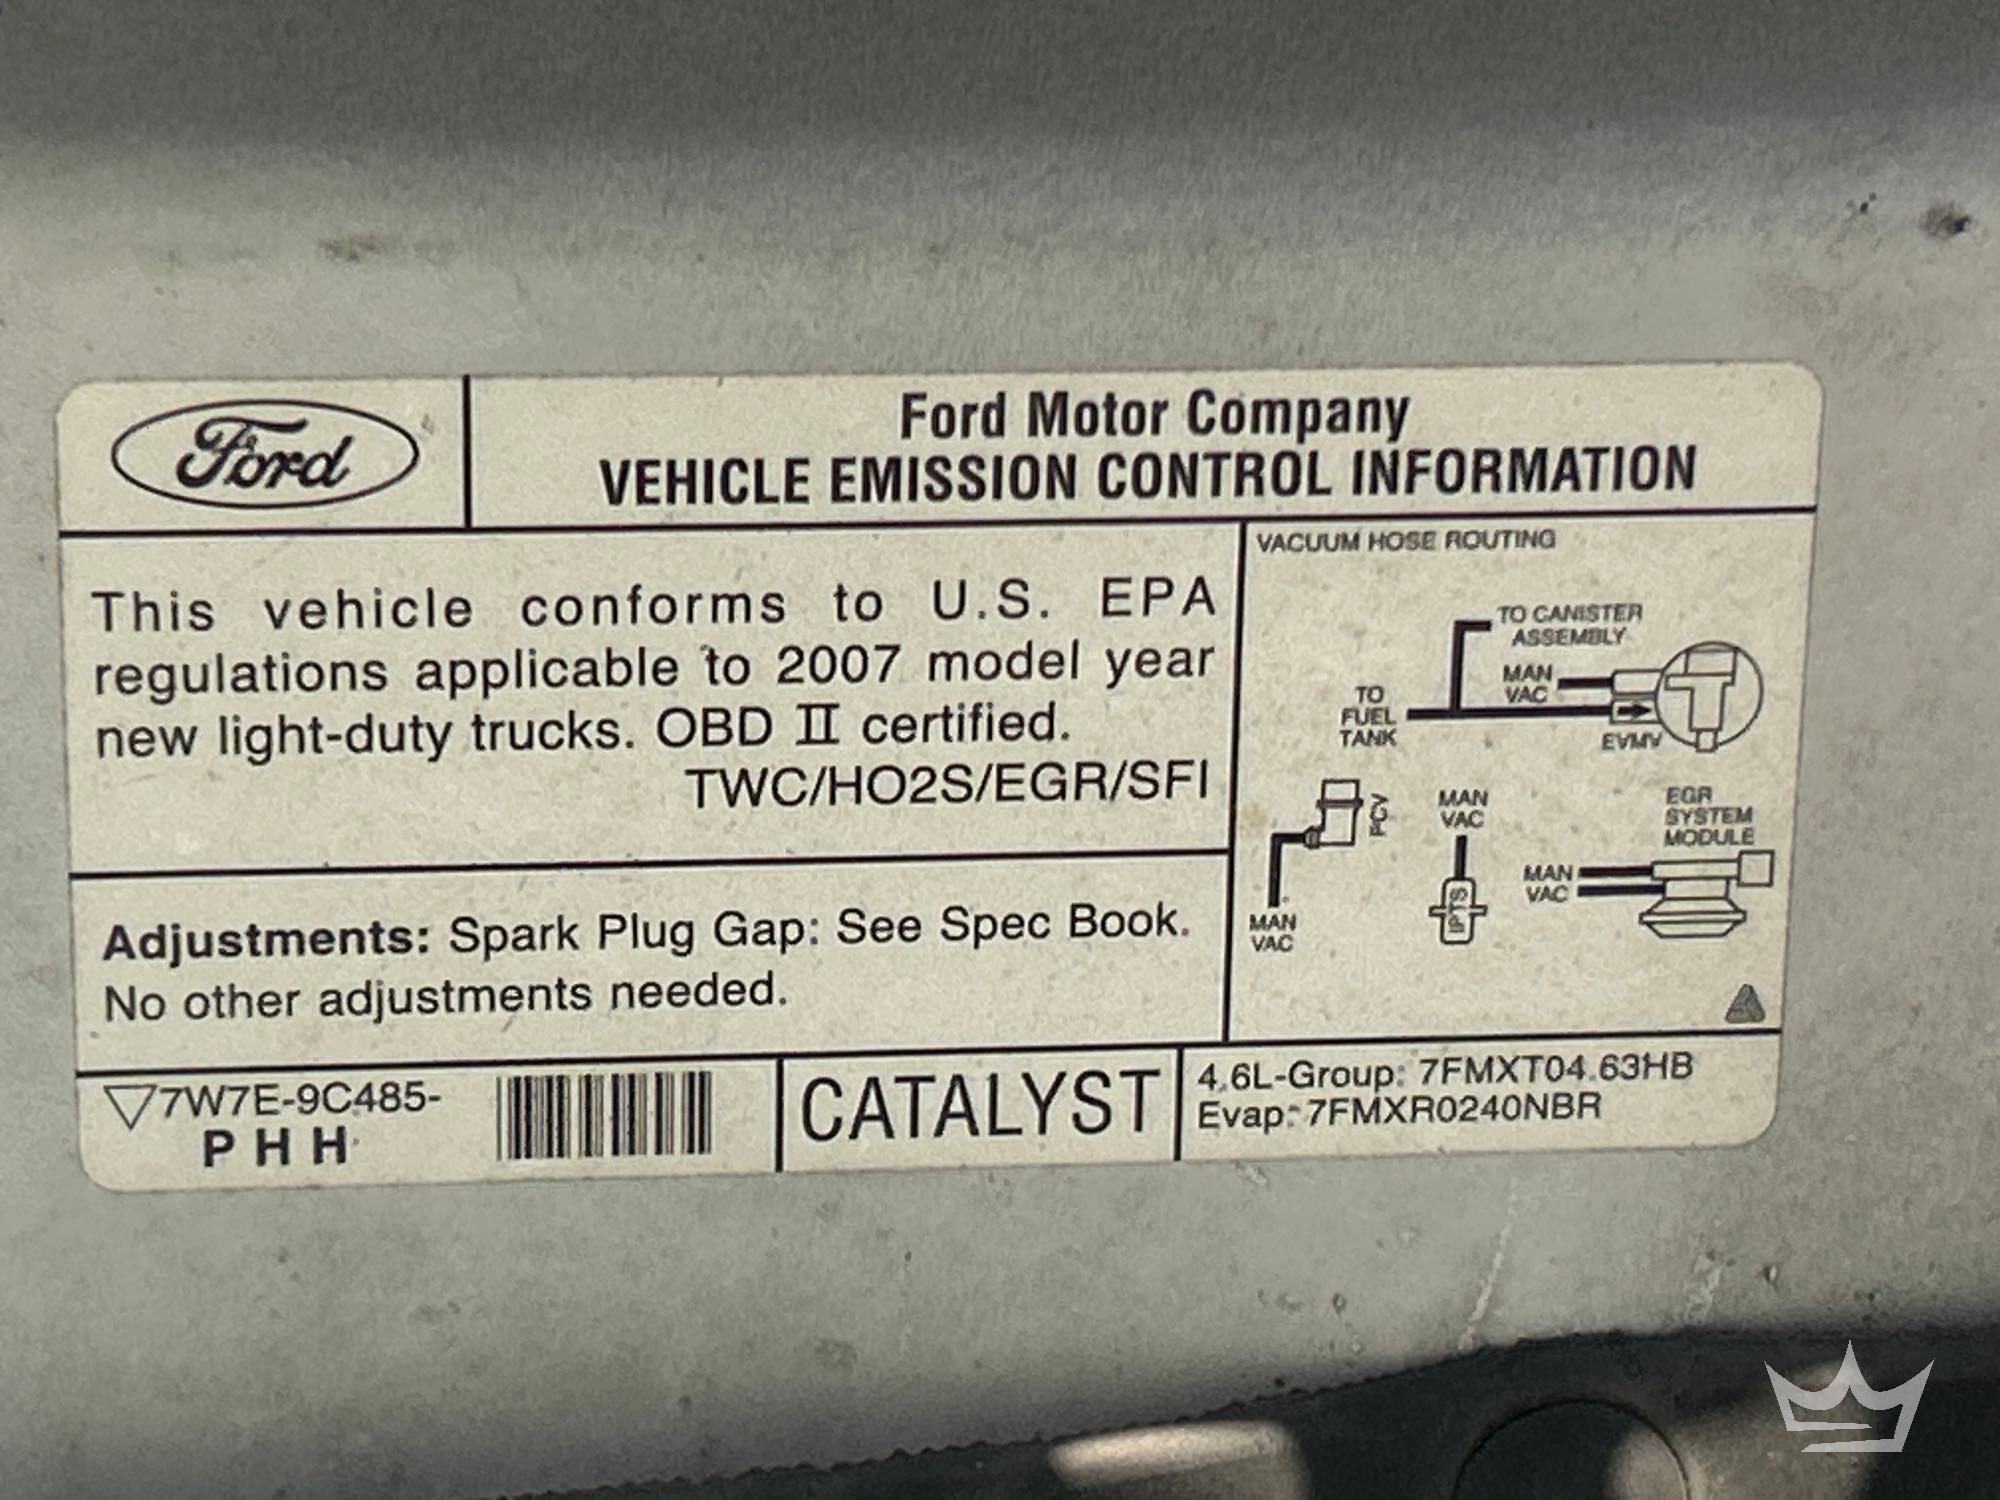 Ford
Ford Motor Company
VEHICLE EMISSION CONTROL INFORMATION
This vehicle conforms to U.S. EPA
regulations applicable to 2007 model year
new light-duty trucks. OBD II certified.
TWC/HO2S/EGR/SFI
Adjustments: Spark Plug Gap: See Spec Book.
No other adjustments needed.
VACUUM HOSE ROUTING
TO CANISTER
ASSEMBLY
MAN
VAC
TO
FUEL
TANK
EVMV
PCV
MAN
VAC
MAN
VAC
IPTS
EGR
SYSTEM
MODULE
MAN
VAC
7W7E-9C485-
PHH
CATALYST
4.6L-Group: 7FMXT04.63HB
Evap: 7FMXR0240NBR